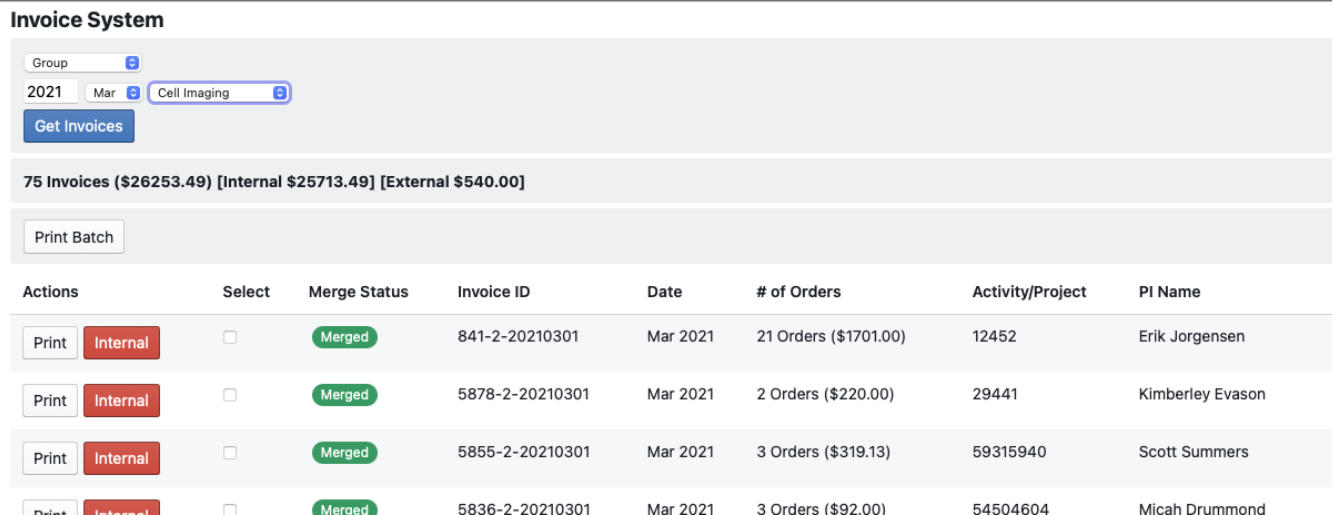 Invoice System
Group
2021 Mar Cell Imaging
Get Invoices
75 Invoices ($26253.49) [Internal $25713.49] [External $540.00]
Print Batch
Actions Select Merge Status Invoice ID Date # of Orders Activity/Project PI Name
Print Internal Merged 841-2-20210301 Mar 2021 21 Orders ($1701.00) 12452 Erik Jorgensen
Print Internal Merged 5878-2-20210301 Mar 2021 2 Orders ($220.00) 29441 Kimberley Evason
Print Internal Merged 5855-2-20210301 Mar 2021 3 Orders ($319.13) 59315940 Scott Summers
Print Internal Merged 5836-2-20210301 Mar 2021 3 Orders ($92.00) 54504604 Micah Drummond